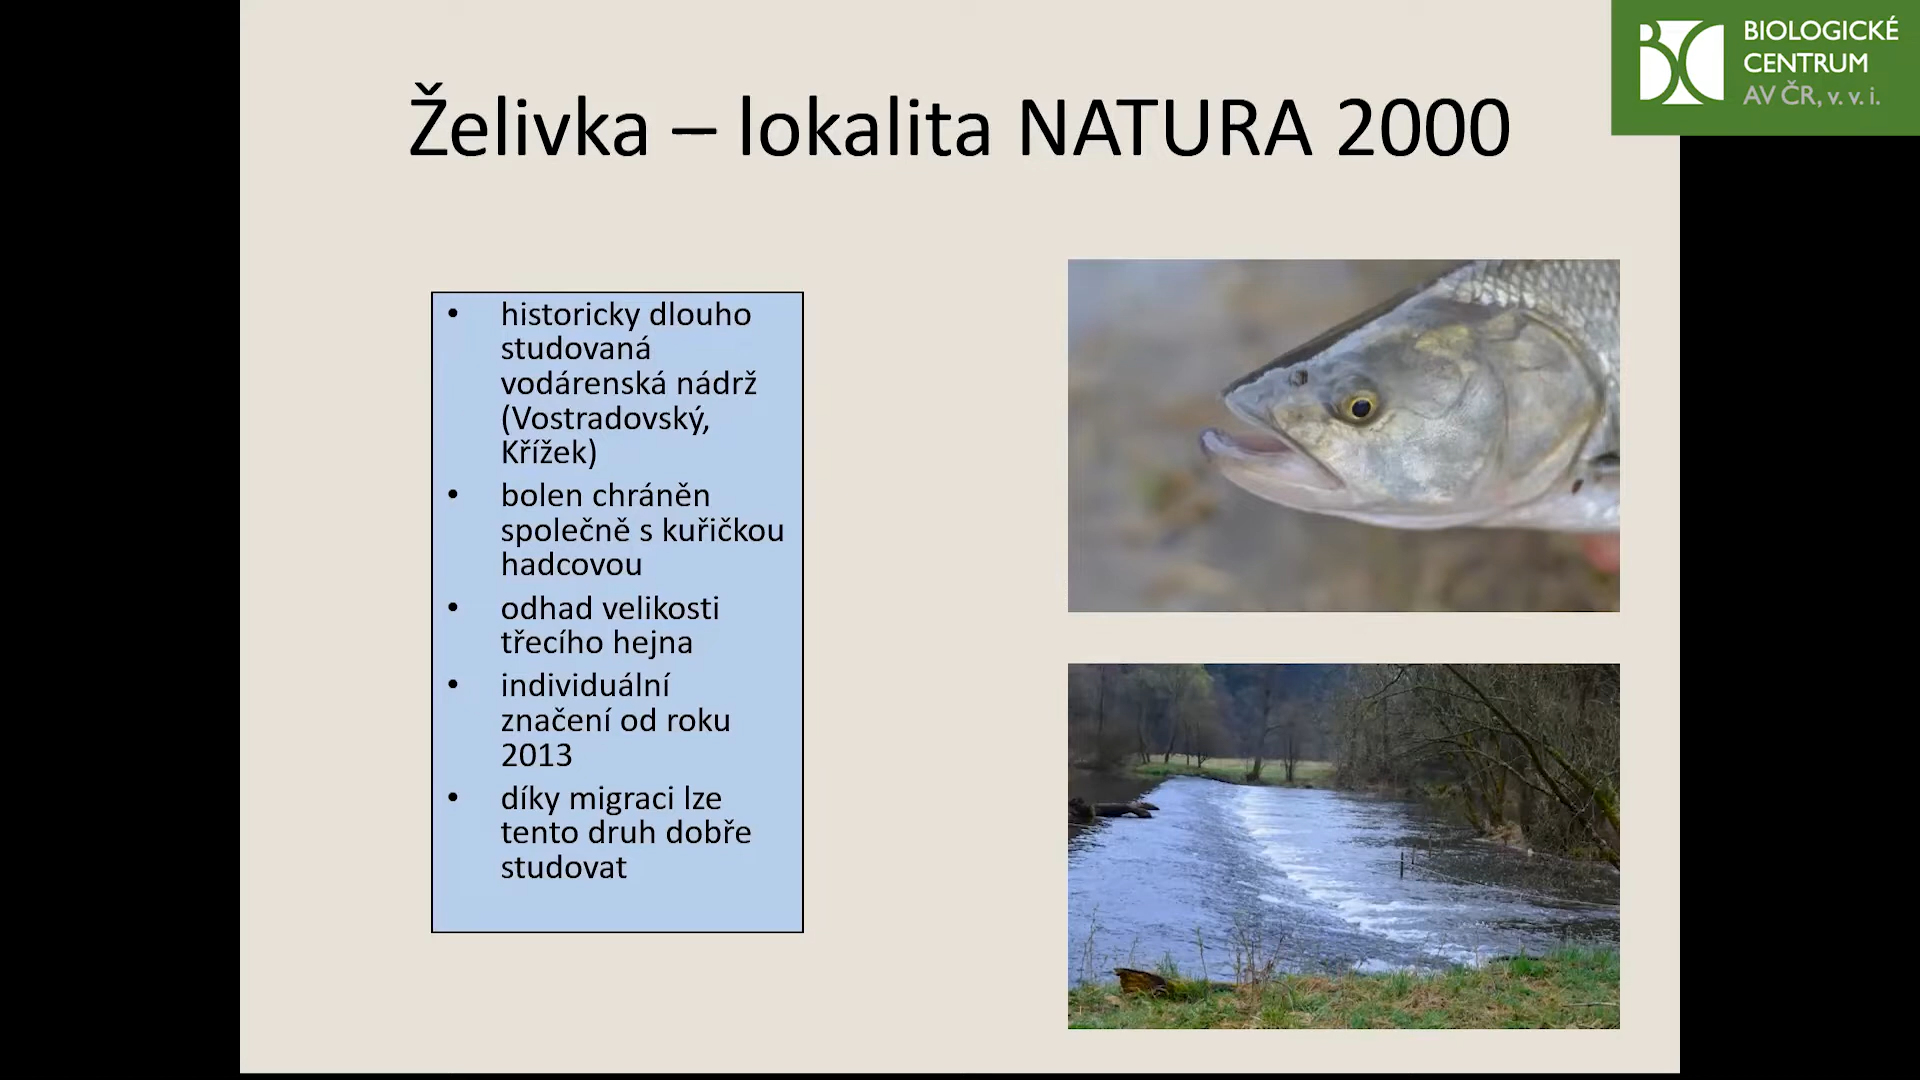 BIOLOGICKÉ
CENTRUM
AV ČR, v. v. i.
Želivka – lokalita NATURA 2000
• historicky dlouho
studovaná
vodárenská nádrž
(Vostradovský,
Křížek)
• bolen chráněn
společně s kuřičkou
hadcovou
• odhad velikosti
třecího hejna
• individuální
značení od roku
2013
• díky migraci lze
tento druh dobře
studovat